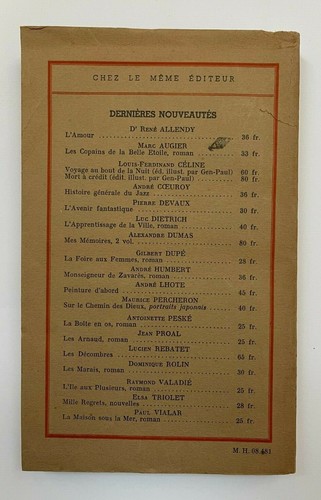 CHEZ LE MÊME ÉDITEUR
DERNIÈRES NOUVEAUTÉS
Dr RENÉ ALLENDY
L'Amour 36 fr.
MARC AUGIER
Les Copains de la Belle Etoile, roman 33 fr.
LOUIS-FERDINAND CÉLINE
Voyage au bout de la Nuit (éd. illust. par Gen-Paul) 60 fr.
Mort à crédit (édit. illust. par Gen-Paul) 80 fr.
ANDRÉ CŒUROY
Histoire générale du Jazz 36 fr.
PIERRE DEVAUX
L'Avenir fantastique 30 fr.
LUC DIETRICH
L'Apprentissage de la Ville, roman 40 fr.
ALEXANDRE DUMAS
Mes Mémoires, 2 vol. 80 fr.
GILBERT DUPÉ
La Foire aux Femmes, roman 28 fr.
ANDRÉ HUMBERT
Monseigneur de Zavarès, roman 36 fr.
ANDRÉ LHOTE
Peinture d'abord 45 fr.
MAURICE PERCHERON
Sur le Chemin des Dieux, portraits japonais 40 fr.
ANTOINETTE PESKÉ
La Boîte en os, roman 25 fr.
JEAN PROAL
Les Arnaud, roman 25 fr.
LUCIEN REBATET
Les Décombres 65 fr.
DOMINIQUE ROLIN
Les Marais, roman 30 fr.
RAYMOND VALADIÉ
L'Ile aux Plusieurs, roman 25 fr.
ELSA TRIOLET
Mille Regrets, nouvelles 28 fr.
PAUL VIALAR
La Maison sous la Mer, roman 25 fr.
M. H. 08.481